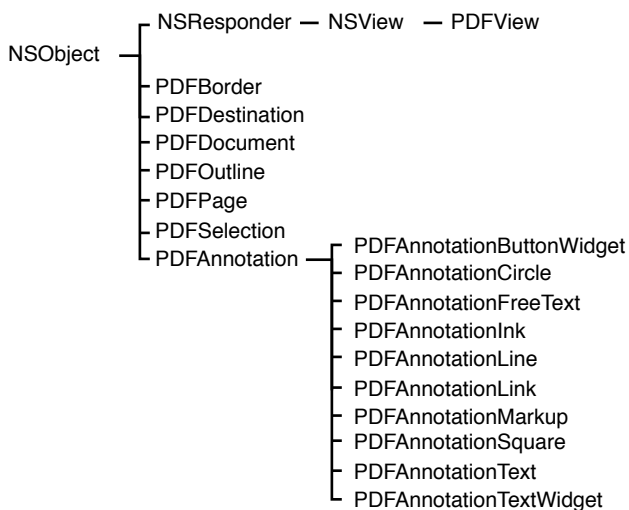 NSResponder — NSView — PDFView
NSObject
PDFBorder
PDFDestination
PDFDocument
PDFOutline
PDFPage
PDFSelection
PDFAnnotation
PDFAnnotationButtonWidget
PDFAnnotationCircle
PDFAnnotationFreeText
PDFAnnotationInk
PDFAnnotationLine
PDFAnnotationLink
PDFAnnotationMarkup
PDFAnnotationSquare
PDFAnnotationText
PDFAnnotationTextWidget